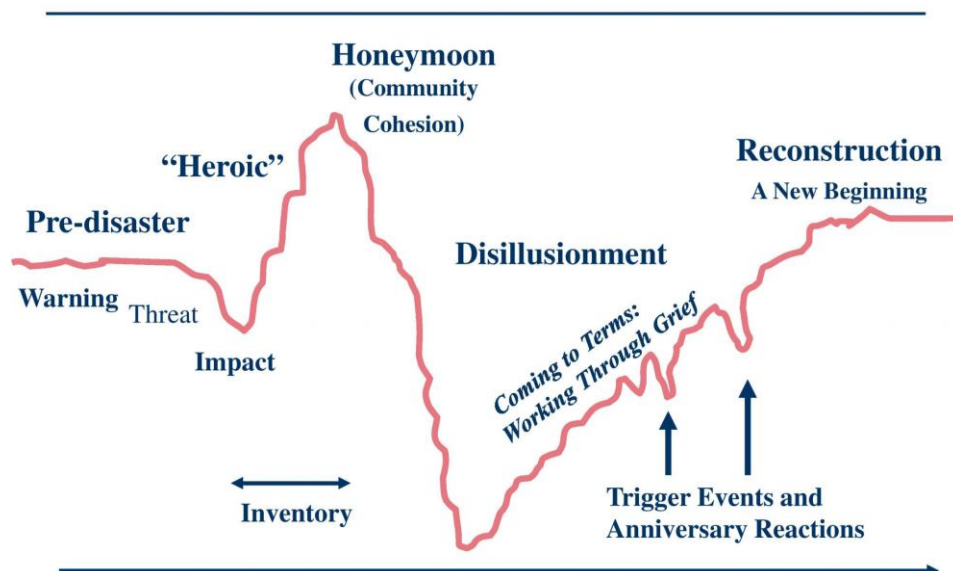 Honeymoon
(Community
Cohesion)
“Heroic”
Reconstruction
A New Beginning
Pre-disaster
Disillusionment
Warning
Threat
Impact
Coming to Terms:
Working Through Grief
Inventory
Trigger Events and
Anniversary Reactions